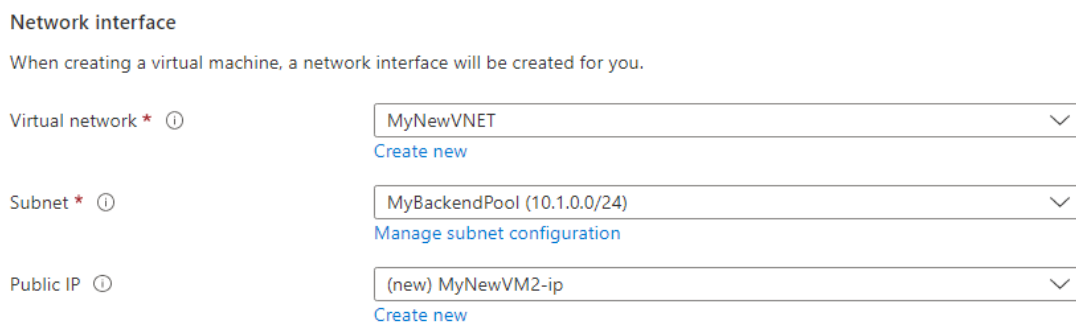 Network interface
When creating a virtual machine, a network interface will be created for you.
Virtual network * MyNewVNET
Create new
Subnet * MyBackendPool (10.1.0.0/24)
Manage subnet configuration
Public IP (new) MyNewVM2-ip
Create new